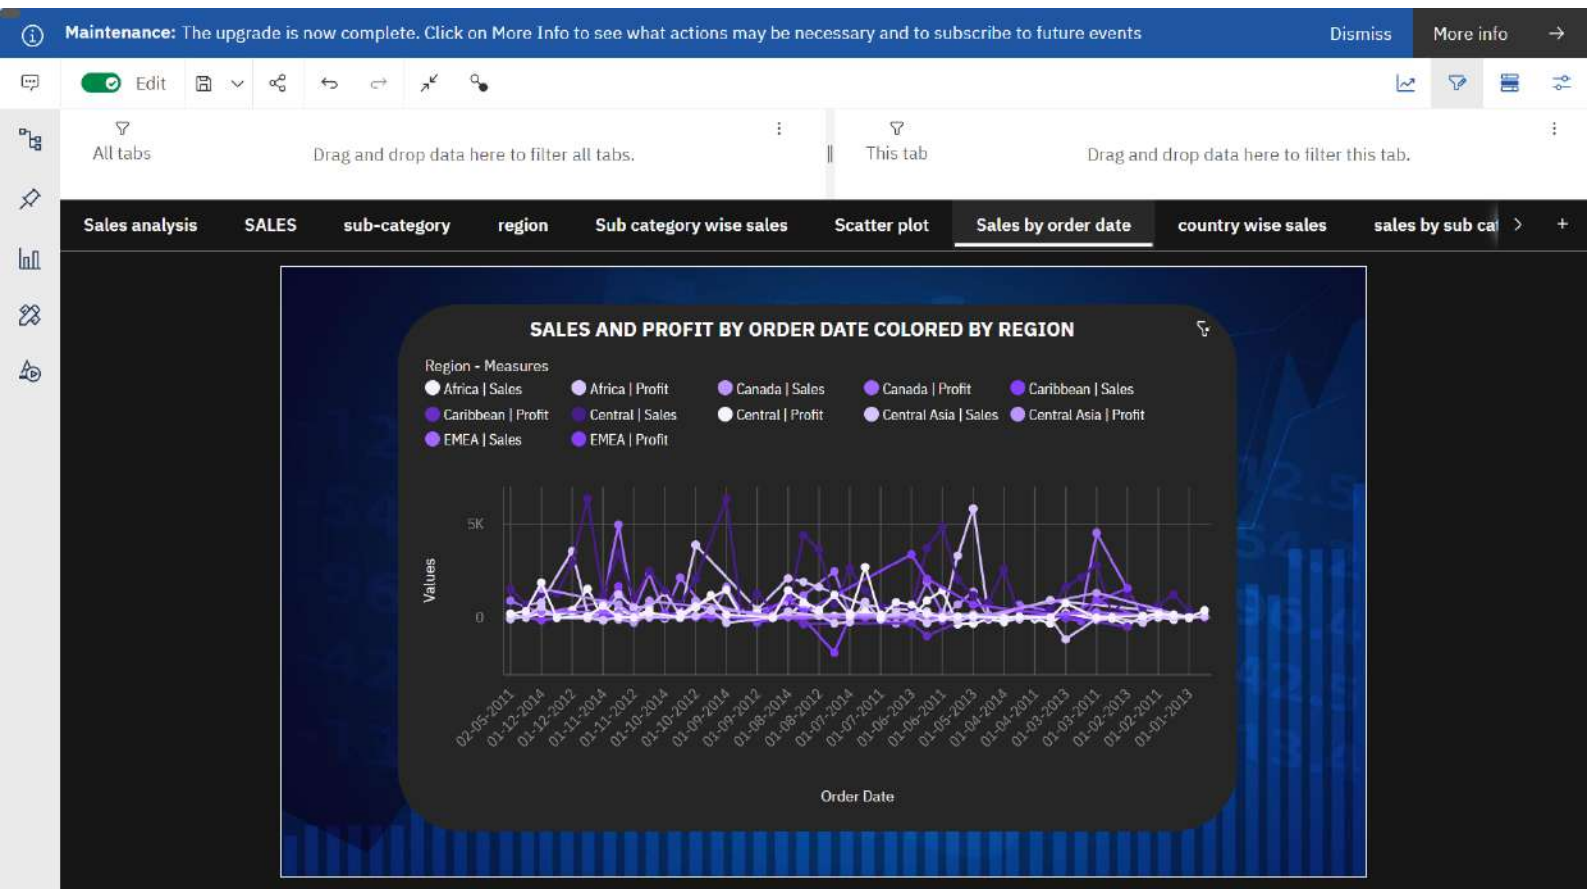 Maintenance: The upgrade is now complete. Click on More Info to see what actions may be necessary and to subscribe to future events
Dismiss
More info
Edit
All tabs
Drag and drop data here to filter all tabs.
This tab
Drag and drop data here to filter this tab.
Sales analysis
SALES
sub-category
region
Sub category wise sales
Scatter plot
Sales by order date
country wise sales
sales by sub cat
SALES AND PROFIT BY ORDER DATE COLORED BY REGION
Region - Measures
Africa | Sales
Africa | Profit
Canada | Sales
Canada | Profit
Caribbean | Sales
Caribbean | Profit
Central | Sales
Central | Profit
Central Asia | Sales
Central Asia | Profit
EMEA | Sales
EMEA | Profit
5K
0
Values
02-05-2011
01-12-2014
01-12-2012
01-11-2014
01-11-2012
01-10-2014
01-10-2012
01-09-2014
01-09-2012
01-08-2014
01-08-2012
01-07-2014
01-07-2011
01-06-2013
01-06-2011
01-05-2013
01-04-2014
01-04-2011
01-03-2013
01-03-2011
01-02-2013
01-02-2011
01-01-2013
Order Date